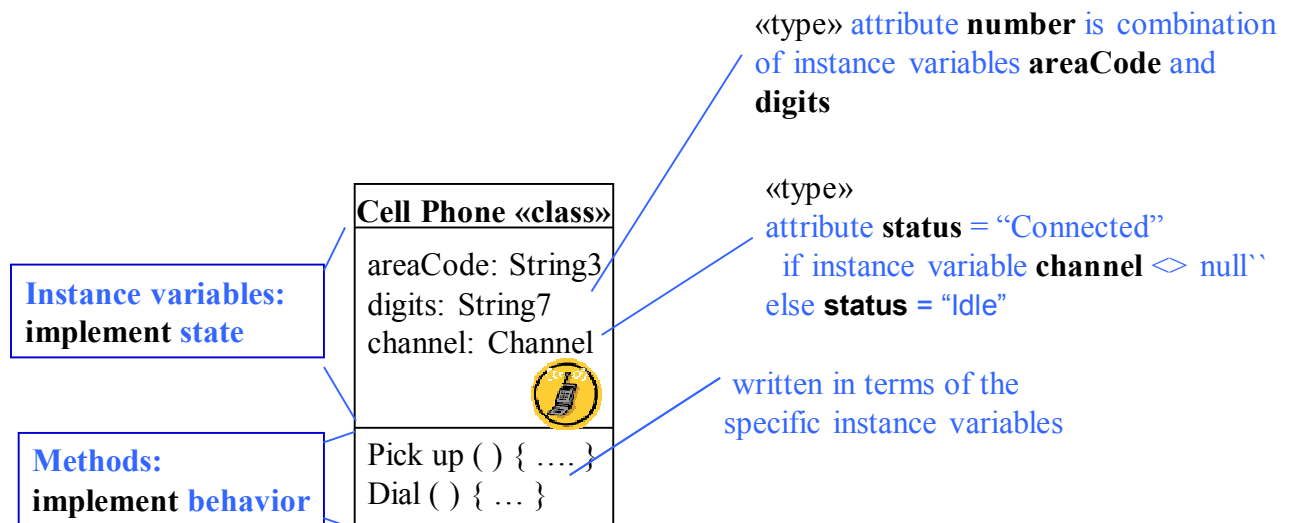 «type» attribute number is combination
of instance variables areaCode and
digits
«type»
attribute status = “Connected”
if instance variable channel <> null``
else status = “Idle”
Cell Phone «class»
areaCode: String3
digits: String7
channel: Channel
Instance variables:
implement state
written in terms of the
specific instance variables
Pick up ( ) { …. }
Dial ( ) { … }
Methods:
implement behavior